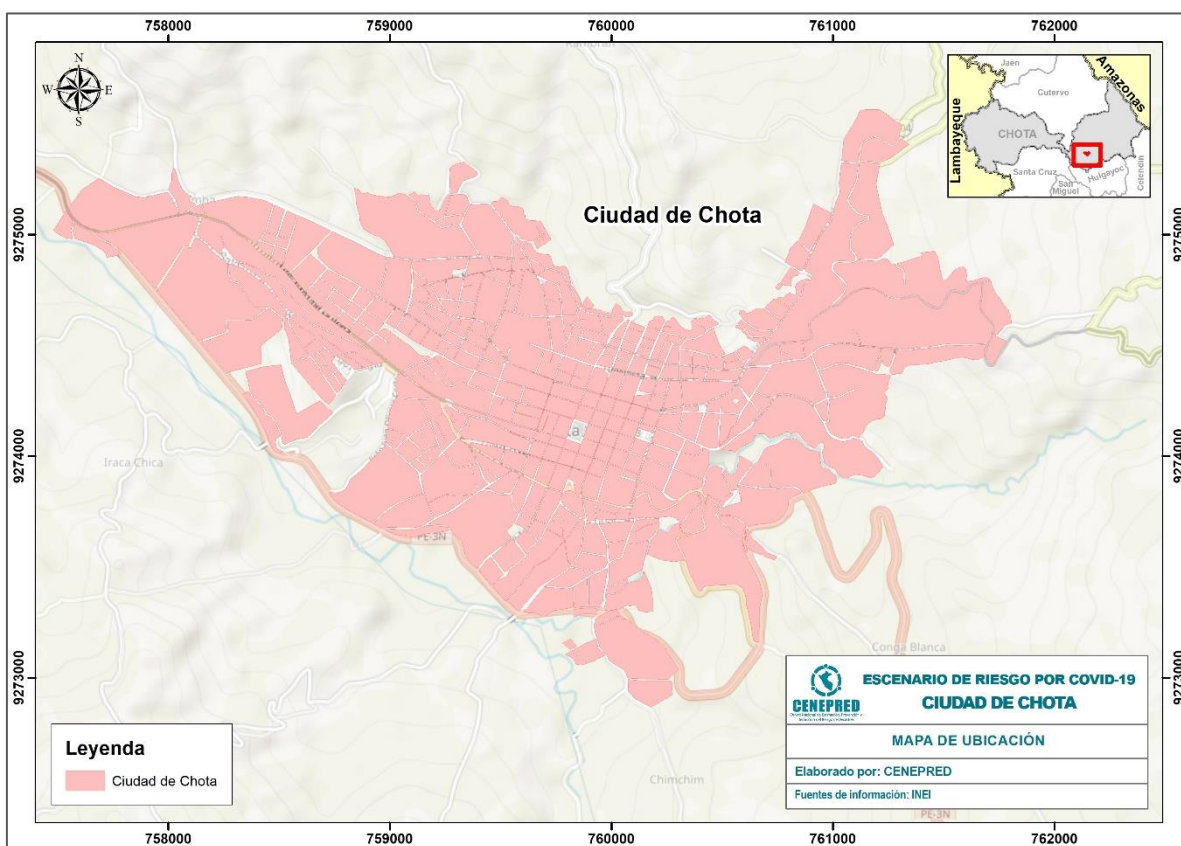 758000 759000 760000 761000 762000
Rambran
N
W E
S
Jaen
Amazonas
Cutervo
CHOTA
Lambayeque
Santa Cruz
Hulgayoc
Celendin
San
Miguel
Ciudad de Chota
9275000 9275000
9274000 9274000
Iraca Chica
PE-3N
Conga Blanca
9273000 9273000
CENEPRED
ESCENARIO DE RIESGO POR COVID-19
CIUDAD DE CHOTA
MAPA DE UBICACIÓN
Elaborado por: CENEPRED
Fuentes de información: INEI
Leyenda
Ciudad de Chota
Chimchim
PE-3N
758000 759000 760000 761000 762000